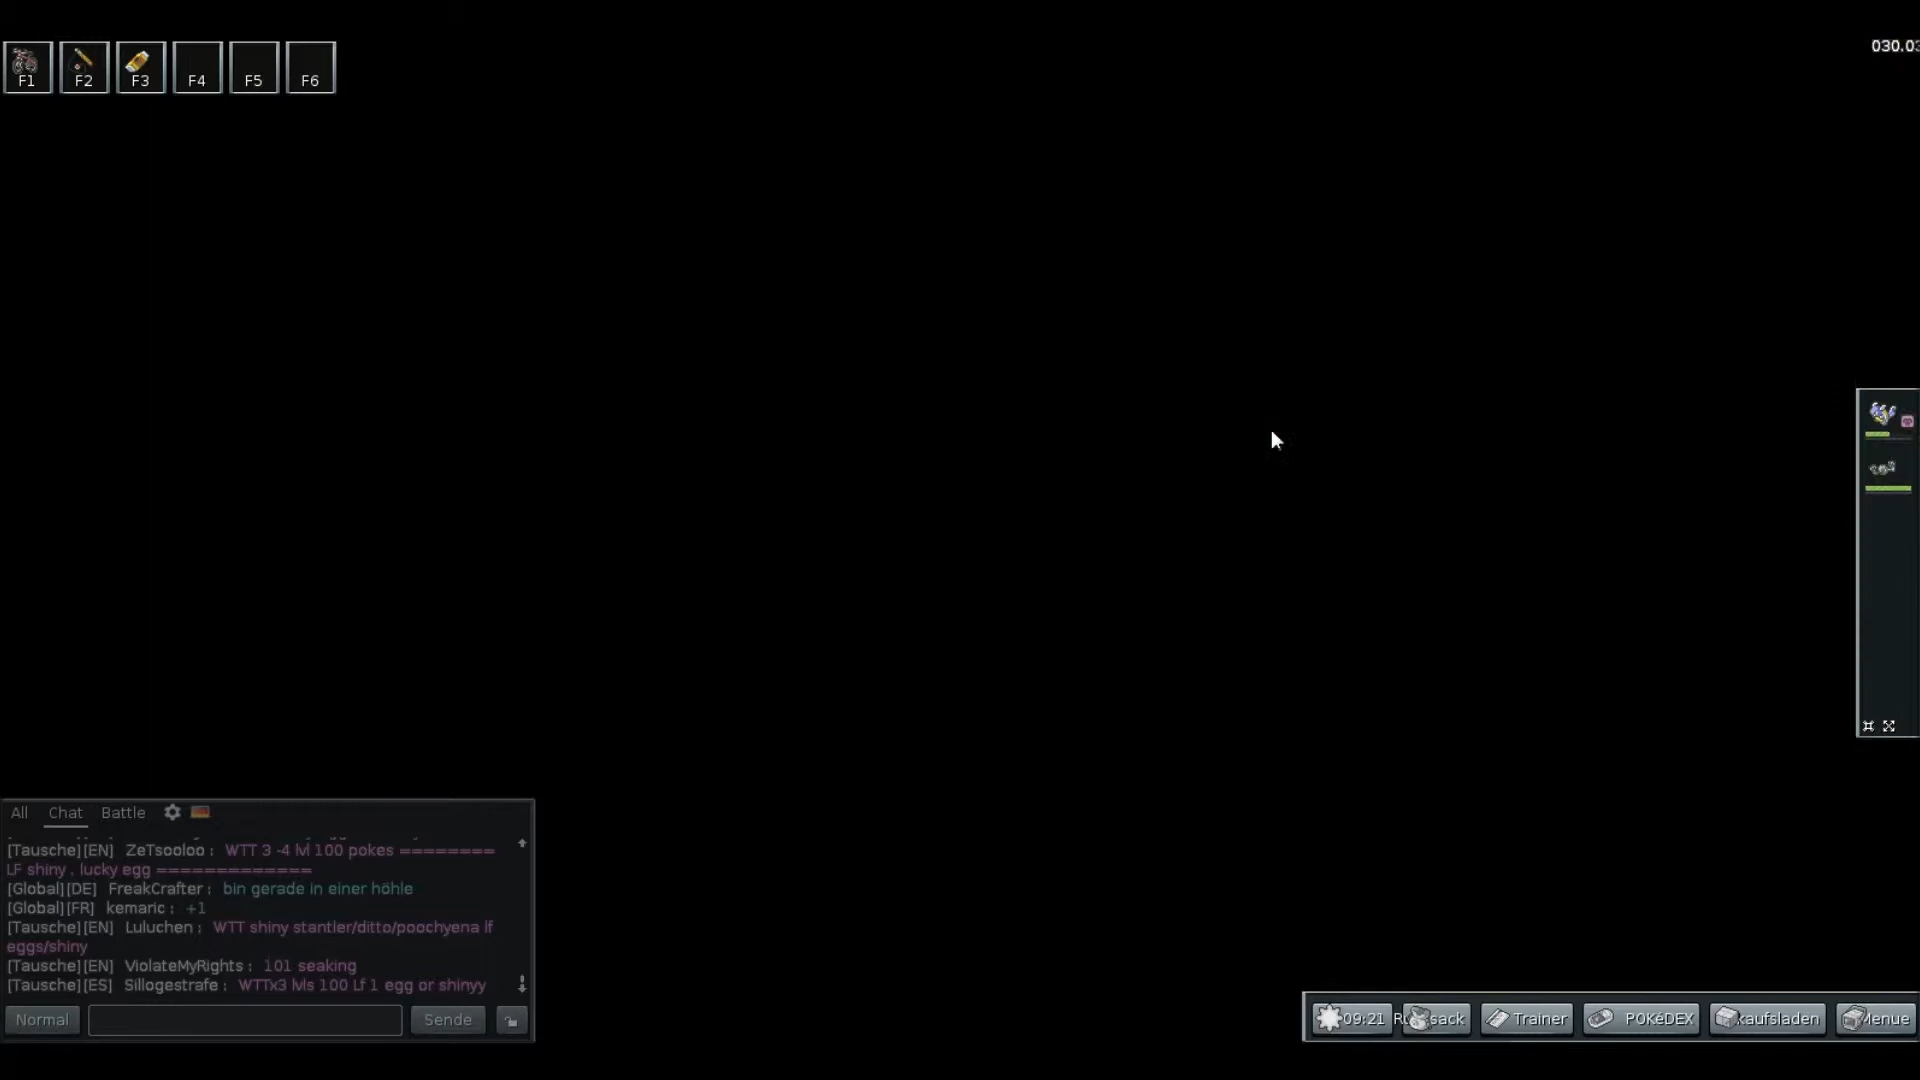 030.03
F1 F2 F3 F4 F5 F6
All Chat Battle
[Tausche][EN] ZeTsooloo : WTT 3 -4 lvl 100 pokes ========
LF shiny , lucky egg =============
[Global][DE] FreakCrafter : bin gerade in einer höhle
[Global][FR] kemaric : +1
[Tausche][EN] Luluchen : WTT shiny stantler/ditto/poochyena lf
eggs/shiny
[Tausche][EN] ViolateMyRights : 101 seaking
[Tausche][ES] Sillogestrafe : WTTx3 lvls 100 Lf 1 egg or shinyy
Normal Sende
09:21 Trainer POKéDEX kaufsladen